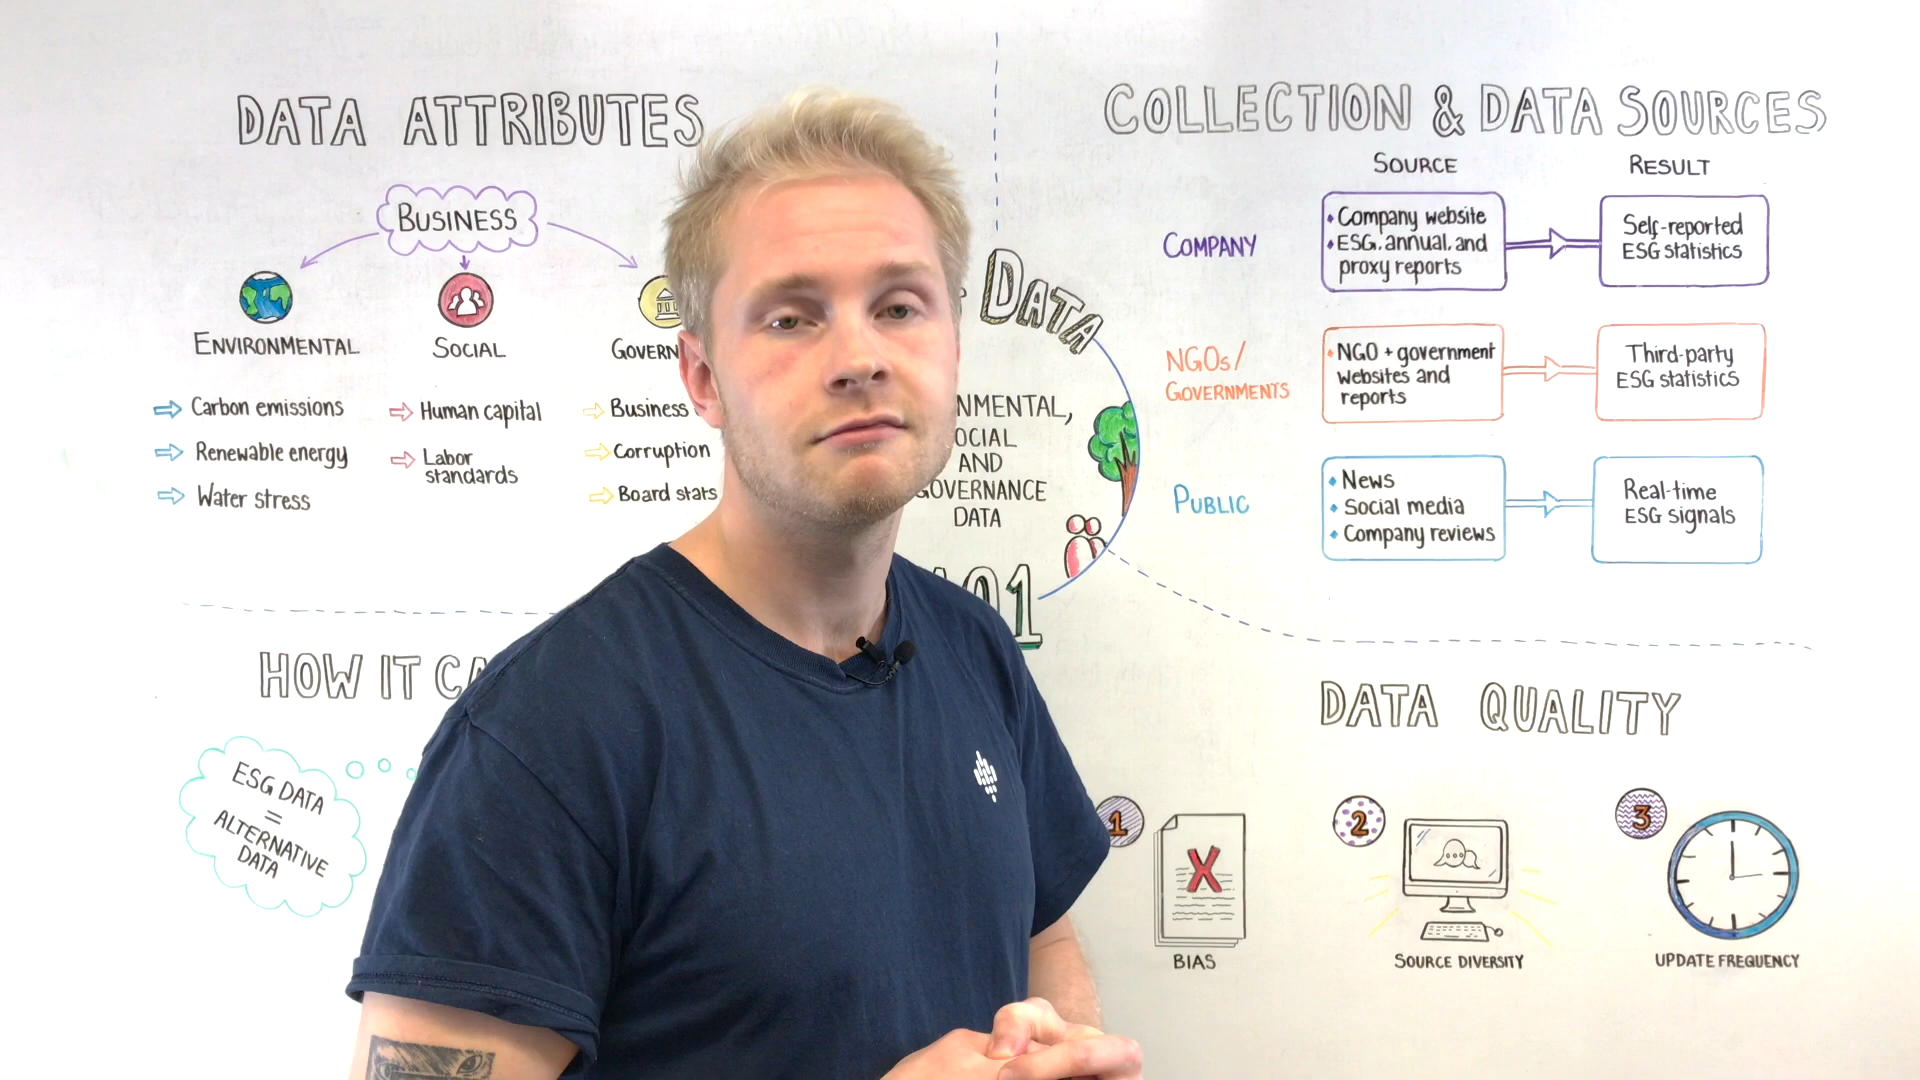 DATA ATTRIBUTES
BUSINESS
ENVIRONMENTAL
Carbon emissions
Renewable energy
Water stress
SOCIAL
Human capital
Labor
standards
GOVERN
Business
Corruption
Board stats
DATA
NMENTAL,
OCIAL
AND
GOVERNANCE
DATA
101
COLLECTION & DATA SOURCES
SOURCE
RESULT
COMPANY
• Company website
• ESG, annual, and
proxy reports
Self-reported
ESG statistics
NGOs/
GOVERNMENTS
• NGO + government
websites and
reports
Third-party
ESG statistics
PUBLIC
• News
• Social media
• Company reviews
Real-time
ESG signals
HOW IT CA
ESG DATA
=
ALTERNATIVE
DATA
DATA QUALITY
1
X
BIAS
2
SOURCE DIVERSITY
3
UPDATE FREQUENCY